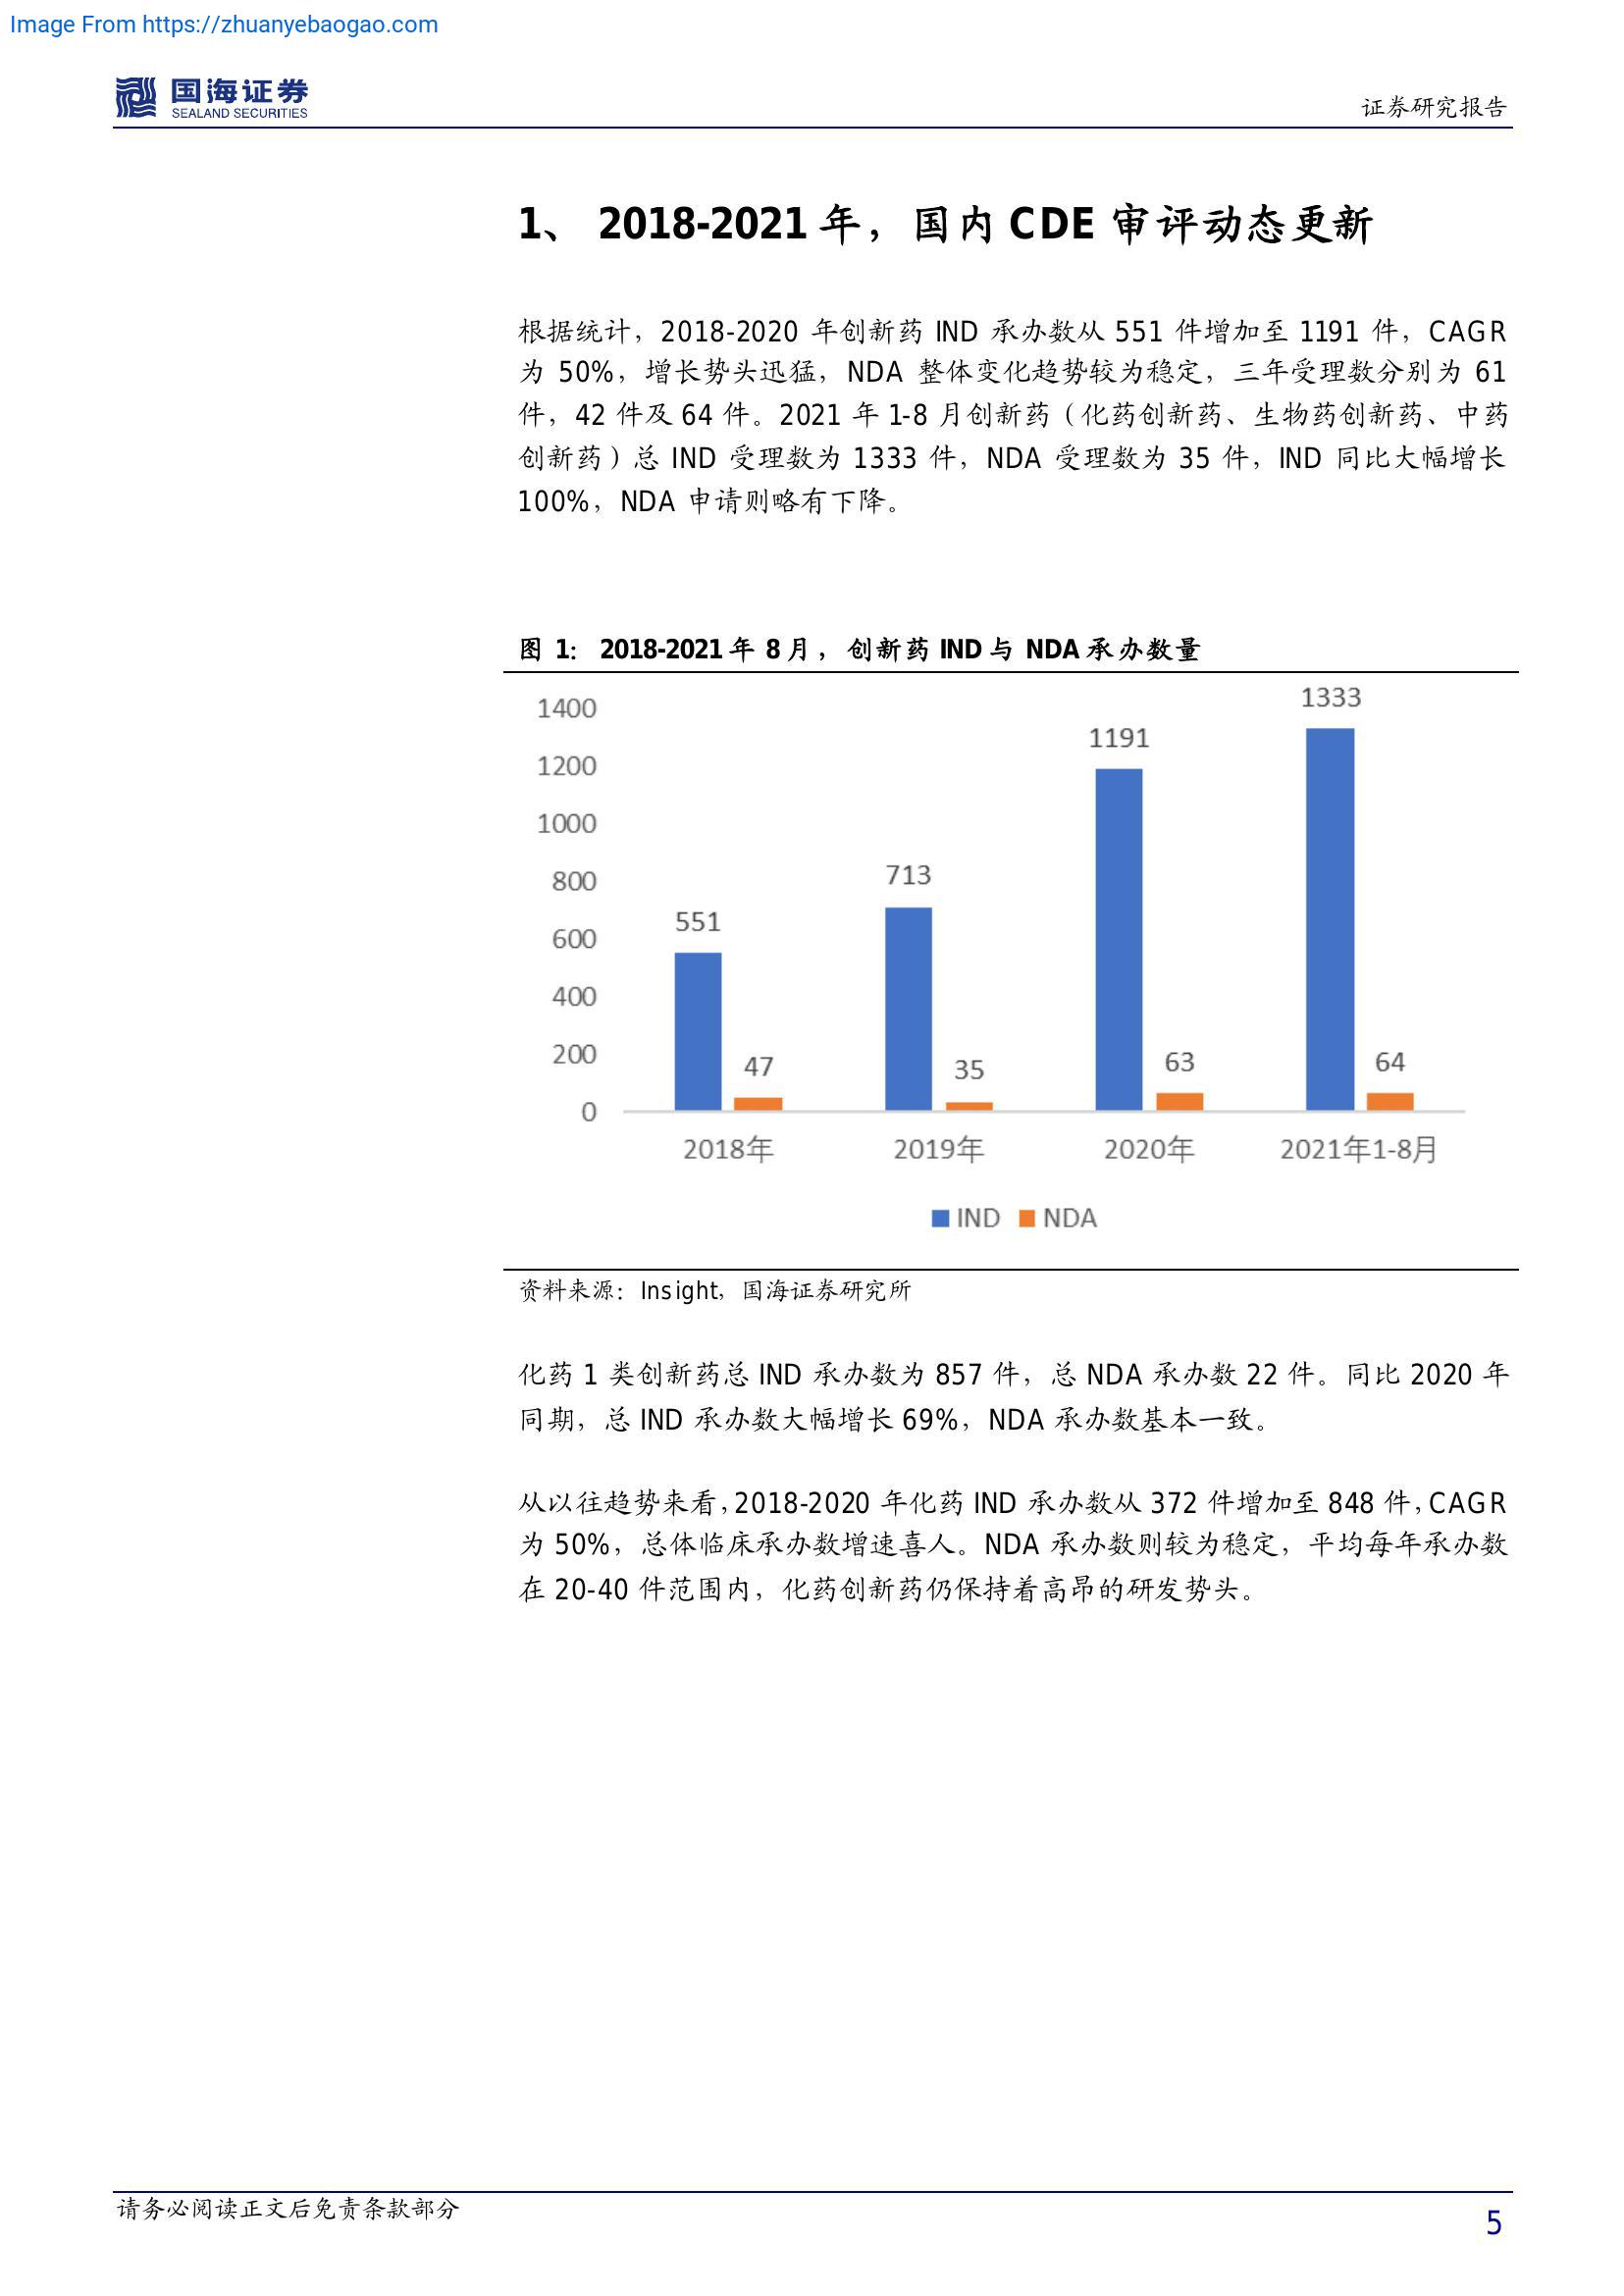 Image From https://zhuanyebaogao.com
国海证券
SEALAND SECURITIES
证券研究报告
1、 2018-2021 年，国内 CDE 审评动态更新
根据统计，2018-2020 年创新药 IND 承办数从 551 件增加至 1191 件，CAGR
为 50%，增长势头迅猛，NDA 整体变化趋势较为稳定，三年受理数分别为 61
件，42 件及 64 件。2021 年 1-8 月创新药（化药创新药、生物药创新药、中药
创新药）总 IND 受理数为 1333 件，NDA 受理数为 35 件，IND 同比大幅增长
100%，NDA 申请则略有下降。
图 1： 2018-2021 年 8 月，创新药 IND 与 NDA 承办数量
1400
1200
1000
800
600
400
200
0
551
47
713
35
1191
63
1333
64
2018年
2019年
2020年
2021年1-8月
IND NDA
资料来源：Insight，国海证券研究所
化药 1 类创新药总 IND 承办数为 857 件，总 NDA 承办数 22 件。同比 2020 年
同期，总 IND 承办数大幅增长 69%，NDA 承办数基本一致。
从以往趋势来看，2018-2020 年化药 IND 承办数从 372 件增加至 848 件，CAGR
为 50%，总体临床承办数增速喜人。NDA 承办数则较为稳定，平均每年承办数
在 20-40 件范围内，化药创新药仍保持着高昂的研发势头。
请务必阅读正文后免责条款部分
5